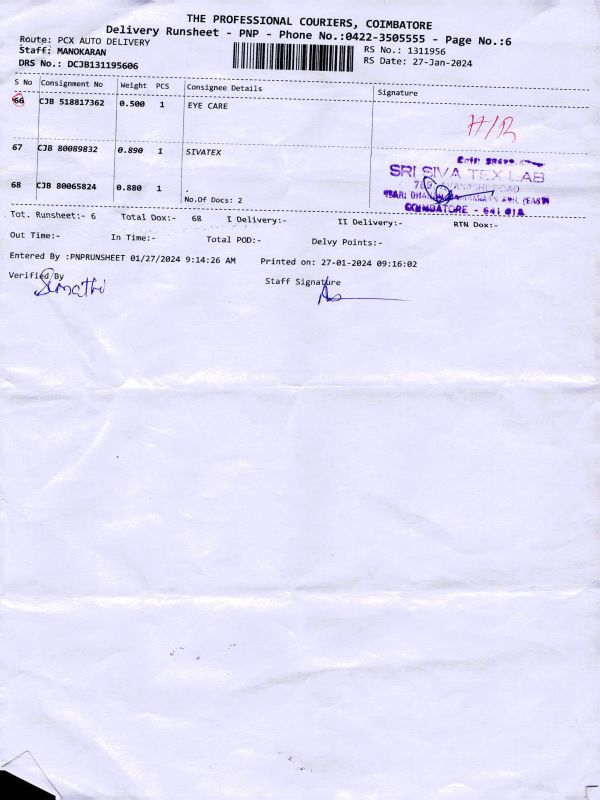 THE PROFESSIONAL COURIERS, COIMBATORE
Delivery Runsheet - PNP - Phone No.:0422-3505555 - Page No.:6
Route: PCX AUTO DELIVERY
RS No.: 1311956
Staff: MANOKARAN
RS Date: 27-Jan-2024
DRS No.: DCJB131195606
S No Consignment No Weight PCS Consignee Details Signature
66 CJB 518817362 0.500 1 EYE CARE
H/R
67 CJB 80089832 0.890 1 SIVATEX
SRI SIVA TEX LAB
68 CJB 80065824 0.880 1 .
No.Of Docs: 2
COIMBATORE - 641 014
Tot. Runsheet:- 6 Total Dox:- 68 I Delivery:- II Delivery:- RTN Dox:-
Out Time:- In Time:- Total POD:- Delvy Points:-
Entered By :PNPRUNSHEET 01/27/2024 9:14:26 AM Printed on: 27-01-2024 09:16:02
Verified By Staff Signature
Sumathi